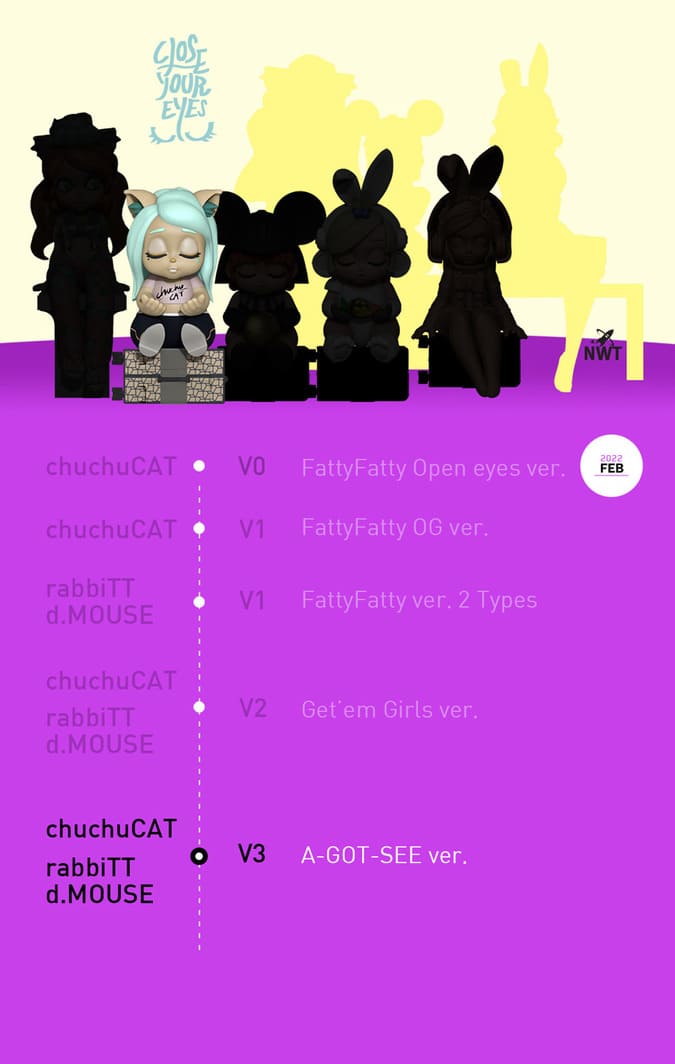 CLOSE
YOUR
EYES
chuchu
CAT
NWT
chuchuCAT V0 FattyFatty Open eyes ver.
2022
FEB
chuchuCAT V1 FattyFatty OG ver.
rabbiTT
d.MOUSE V1 FattyFatty ver. 2 Types
chuchuCAT
rabbiTT
d.MOUSE V2 Get'em Girls ver.
chuchuCAT
rabbiTT
d.MOUSE V3 A-GOT-SEE ver.